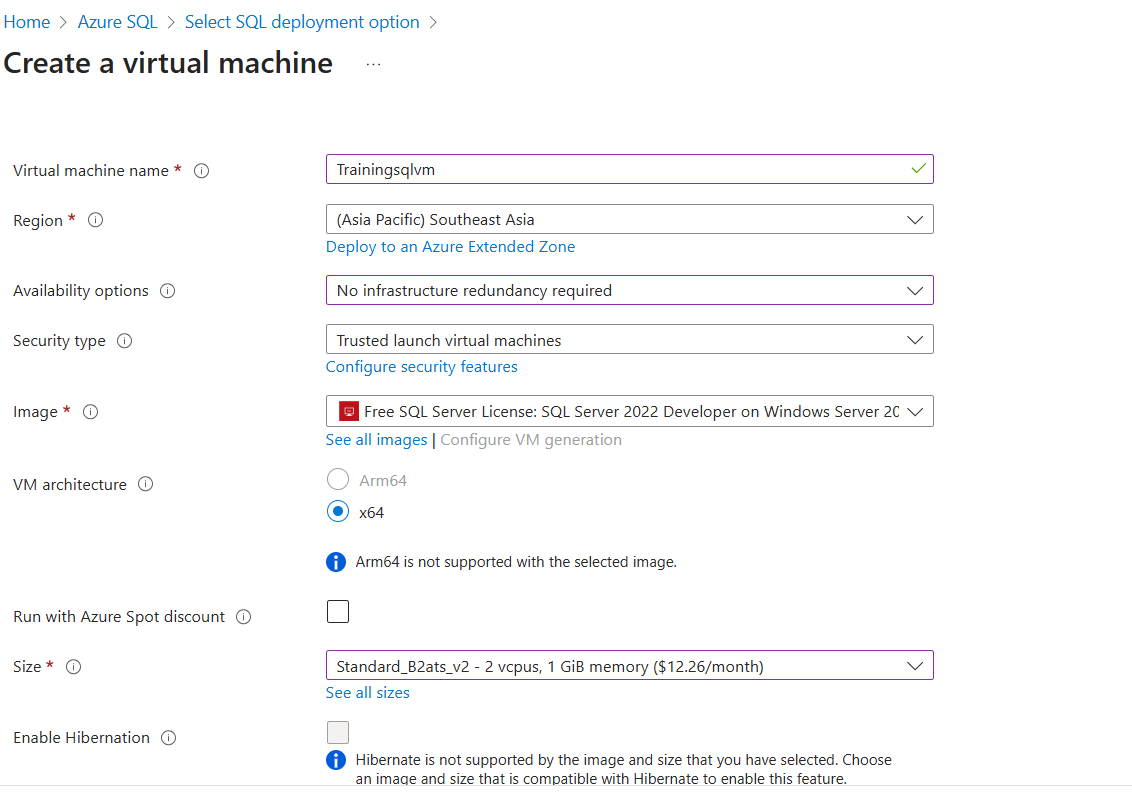 Home > Azure SQL > Select SQL deployment option >
Create a virtual machine ...
Virtual machine name * Trainingsqlvm
Region * (Asia Pacific) Southeast Asia
Deploy to an Azure Extended Zone
Availability options No infrastructure redundancy required
Security type Trusted launch virtual machines
Configure security features
Image * Free SQL Server License: SQL Server 2022 Developer on Windows Server 20
See all images | Configure VM generation
VM architecture Arm64
x64
Arm64 is not supported with the selected image.
Run with Azure Spot discount
Size * Standard_B2ats_v2 - 2 vcpus, 1 GiB memory ($12.26/month)
See all sizes
Enable Hibernation
Hibernate is not supported by the image and size that you have selected. Choose
an image and size that is compatible with Hibernate to enable this feature.